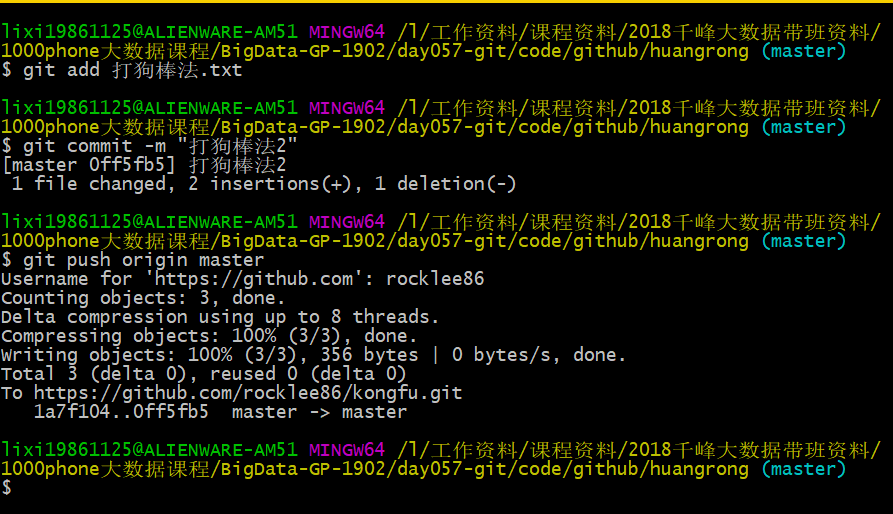 lixi19861125@ALIENWARE-AM51 MINGW64 /l/工作资料/课程资料/2018千峰大数据带班资料/
1000phone大数据课程/BigData-GP-1902/day057-git/code/github/huangrong (master)
$ git add 打狗棒法.txt
lixi19861125@ALIENWARE-AM51 MINGW64 /l/工作资料/课程资料/2018千峰大数据带班资料/
1000phone大数据课程/BigData-GP-1902/day057-git/code/github/huangrong (master)
$ git commit -m "打狗棒法2"
[master 0ff5fb5] 打狗棒法2
 1 file changed, 2 insertions(+), 1 deletion(-)
lixi19861125@ALIENWARE-AM51 MINGW64 /l/工作资料/课程资料/2018千峰大数据带班资料/
1000phone大数据课程/BigData-GP-1902/day057-git/code/github/huangrong (master)
$ git push origin master
Username for 'https://github.com': rocklee86
Counting objects: 3, done.
Delta compression using up to 8 threads.
Compressing objects: 100% (3/3), done.
Writing objects: 100% (3/3), 356 bytes | 0 bytes/s, done.
Total 3 (delta 0), reused 0 (delta 0)
To https://github.com/rocklee86/kongfu.git
   1a7f104..0ff5fb5  master -> master
lixi19861125@ALIENWARE-AM51 MINGW64 /l/工作资料/课程资料/2018千峰大数据带班资料/
1000phone大数据课程/BigData-GP-1902/day057-git/code/github/huangrong (master)
$